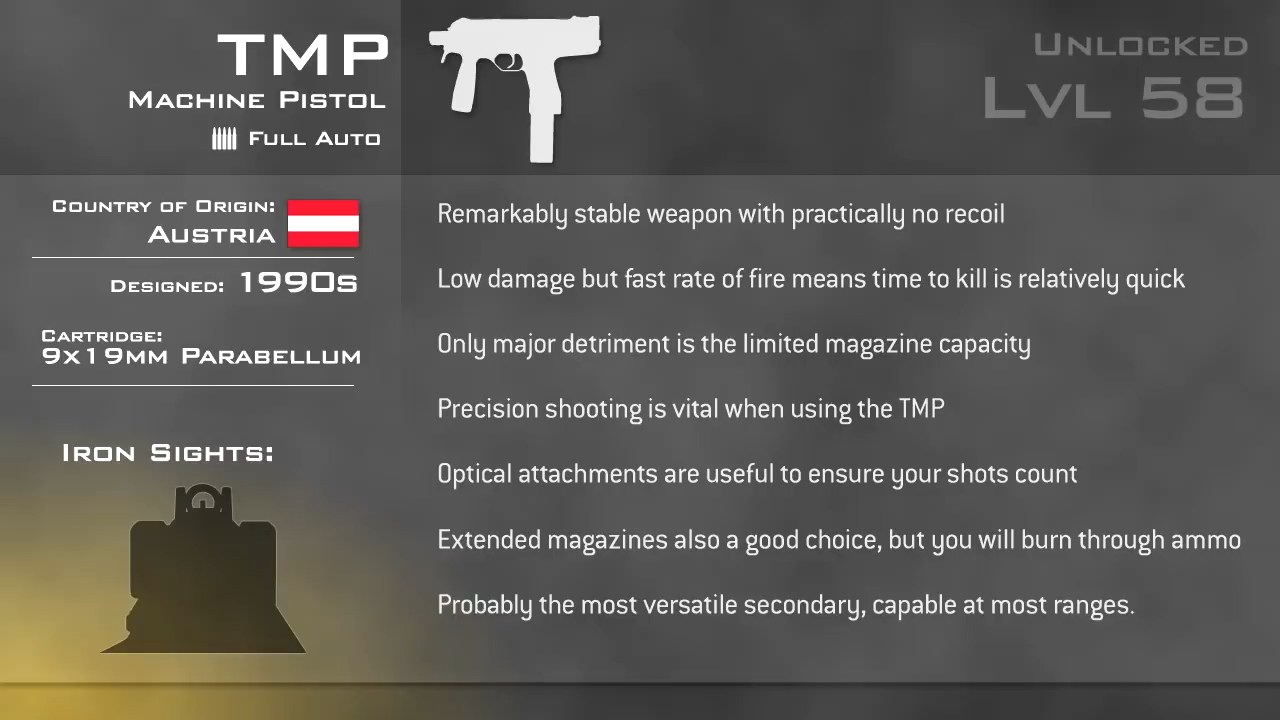 TMP
Machine Pistol
Full Auto
Unlocked
Lvl 58
Country of Origin:
Austria
Designed: 1990s
Cartridge:
9x19mm Parabellum
Iron Sights:
Remarkably stable weapon with practically no recoil
Low damage but fast rate of fire means time to kill is relatively quick
Only major detriment is the limited magazine capacity
Precision shooting is vital when using the TMP
Optical attachments are useful to ensure your shots count
Extended magazines also a good choice, but you will burn through ammo
Probably the most versatile secondary, capable at most ranges.